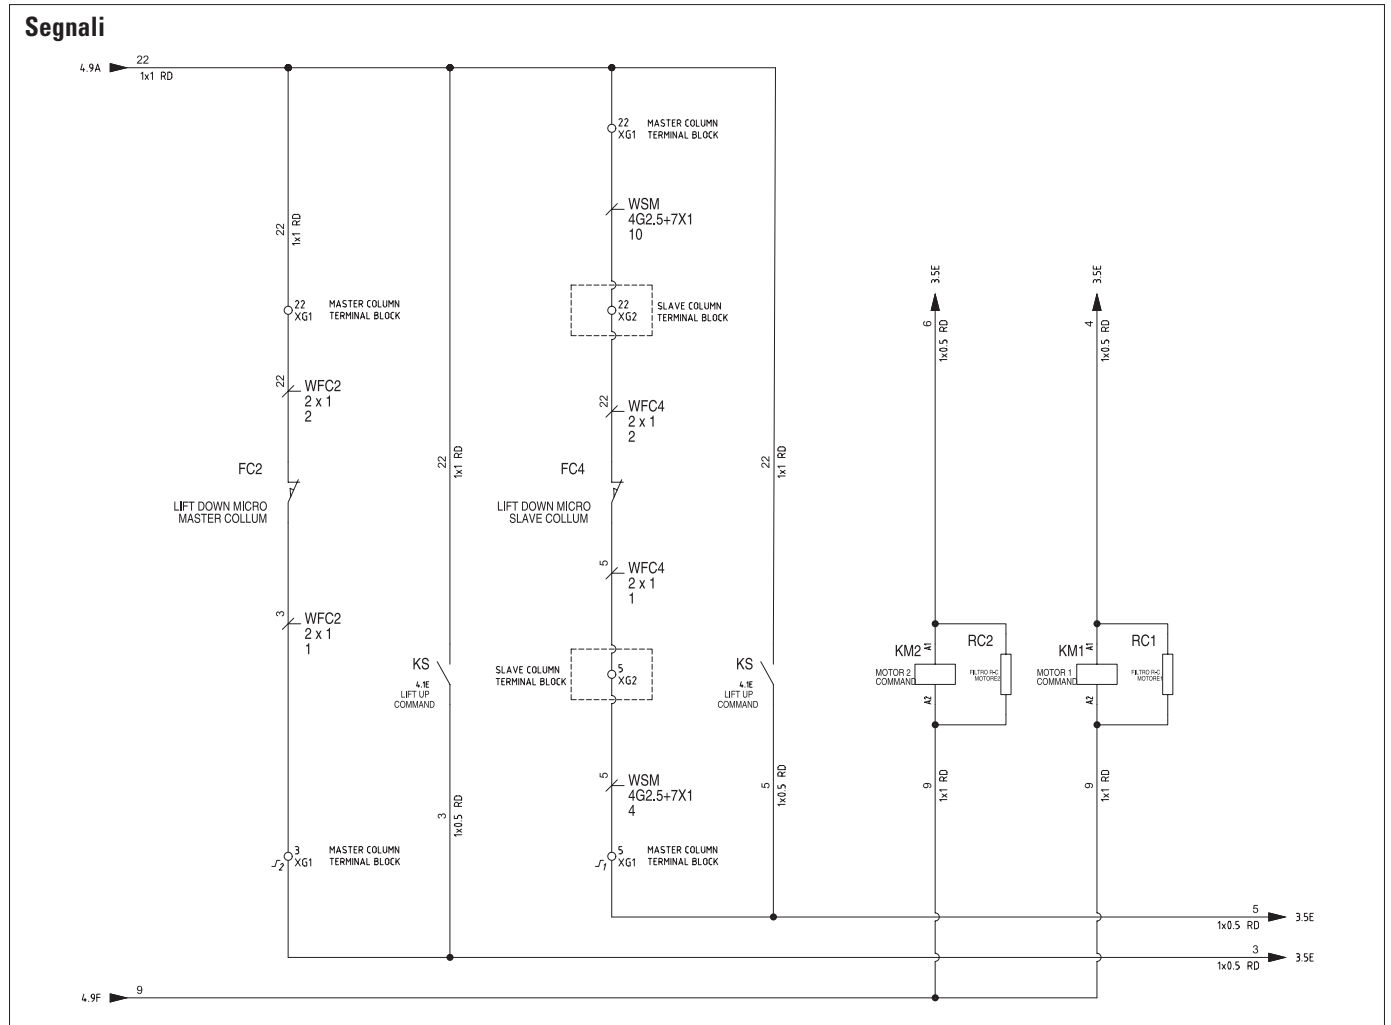 Segnali
4.9A
22
1x1 RD
22
XG1
MASTER COLUMN
TERMINAL BLOCK
22
1x1 RD
WSM
4G2.5+7X1
10
22
XG1
MASTER COLUMN
TERMINAL BLOCK
22
XG2
SLAVE COLUMN
TERMINAL BLOCK
3.5E
3.5E
6
1x0.5 RD
4
1x0.5 RD
22
WFC2
2 x 1
2
22
WFC4
2 x 1
2
FC2
LIFT DOWN MICRO
MASTER COLLUM
22
1x1 RD
FC4
LIFT DOWN MICRO
SLAVE COLLUM
22
1x1 RD
5
WFC4
2 x 1
1
3
WFC2
2 x 1
1
KS
4.1E
LIFT UP
COMMAND
SLAVE COLUMN
TERMINAL BLOCK
5
XG2
KS
4.1E
LIFT UP
COMMAND
KM2
MOTOR 2
COMMAND
A1
A2
RC2
FILTRO R-C
MOTORE2
KM1
MOTOR 1
COMMAND
A1
A2
RC1
FILTRO R-C
MOTORE1
3
1x0.5 RD
5
WSM
4G2.5+7X1
4
5
1x0.5 RD
9
1x1 RD
9
1x1 RD
2
3
XG1
MASTER COLUMN
TERMINAL BLOCK
1
5
XG1
MASTER COLUMN
TERMINAL BLOCK
5
1x0.5 RD
3.5E
3
1x0.5 RD
3.5E
4.9F
9